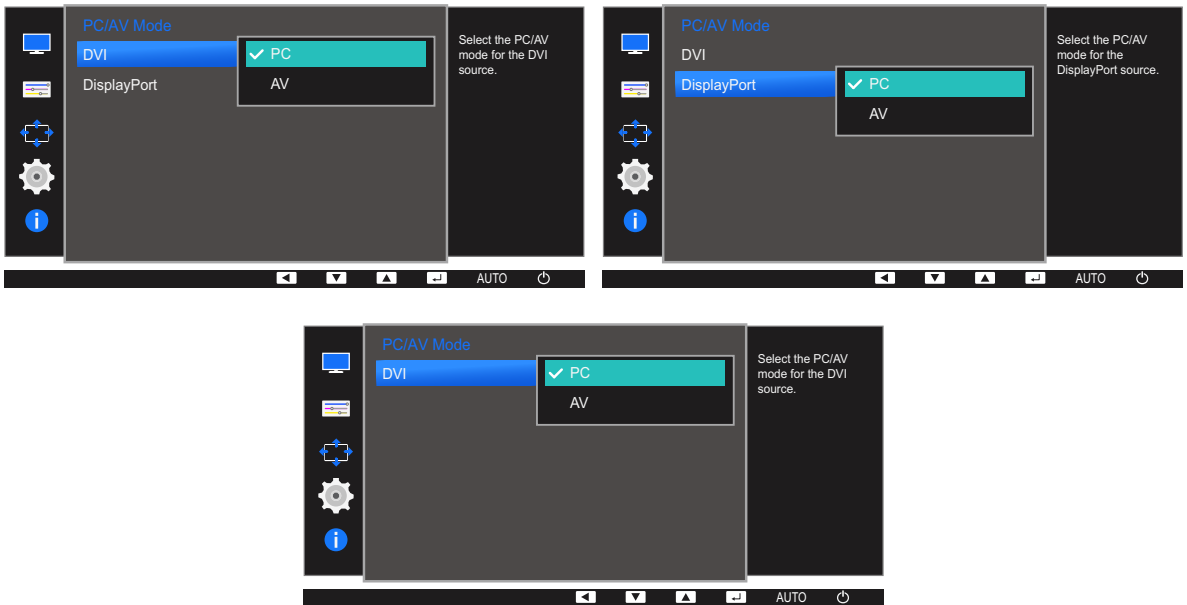 PC/AV Mode
DVI
PC
DisplayPort
AV
Select the PC/AV
mode for the DVI
source.
AUTO
PC/AV Mode
DVI
DisplayPort
PC
AV
Select the PC/AV
mode for the
DisplayPort source.
AUTO
PC/AV Mode
DVI
PC
AV
Select the PC/AV
mode for the DVI
source.
AUTO